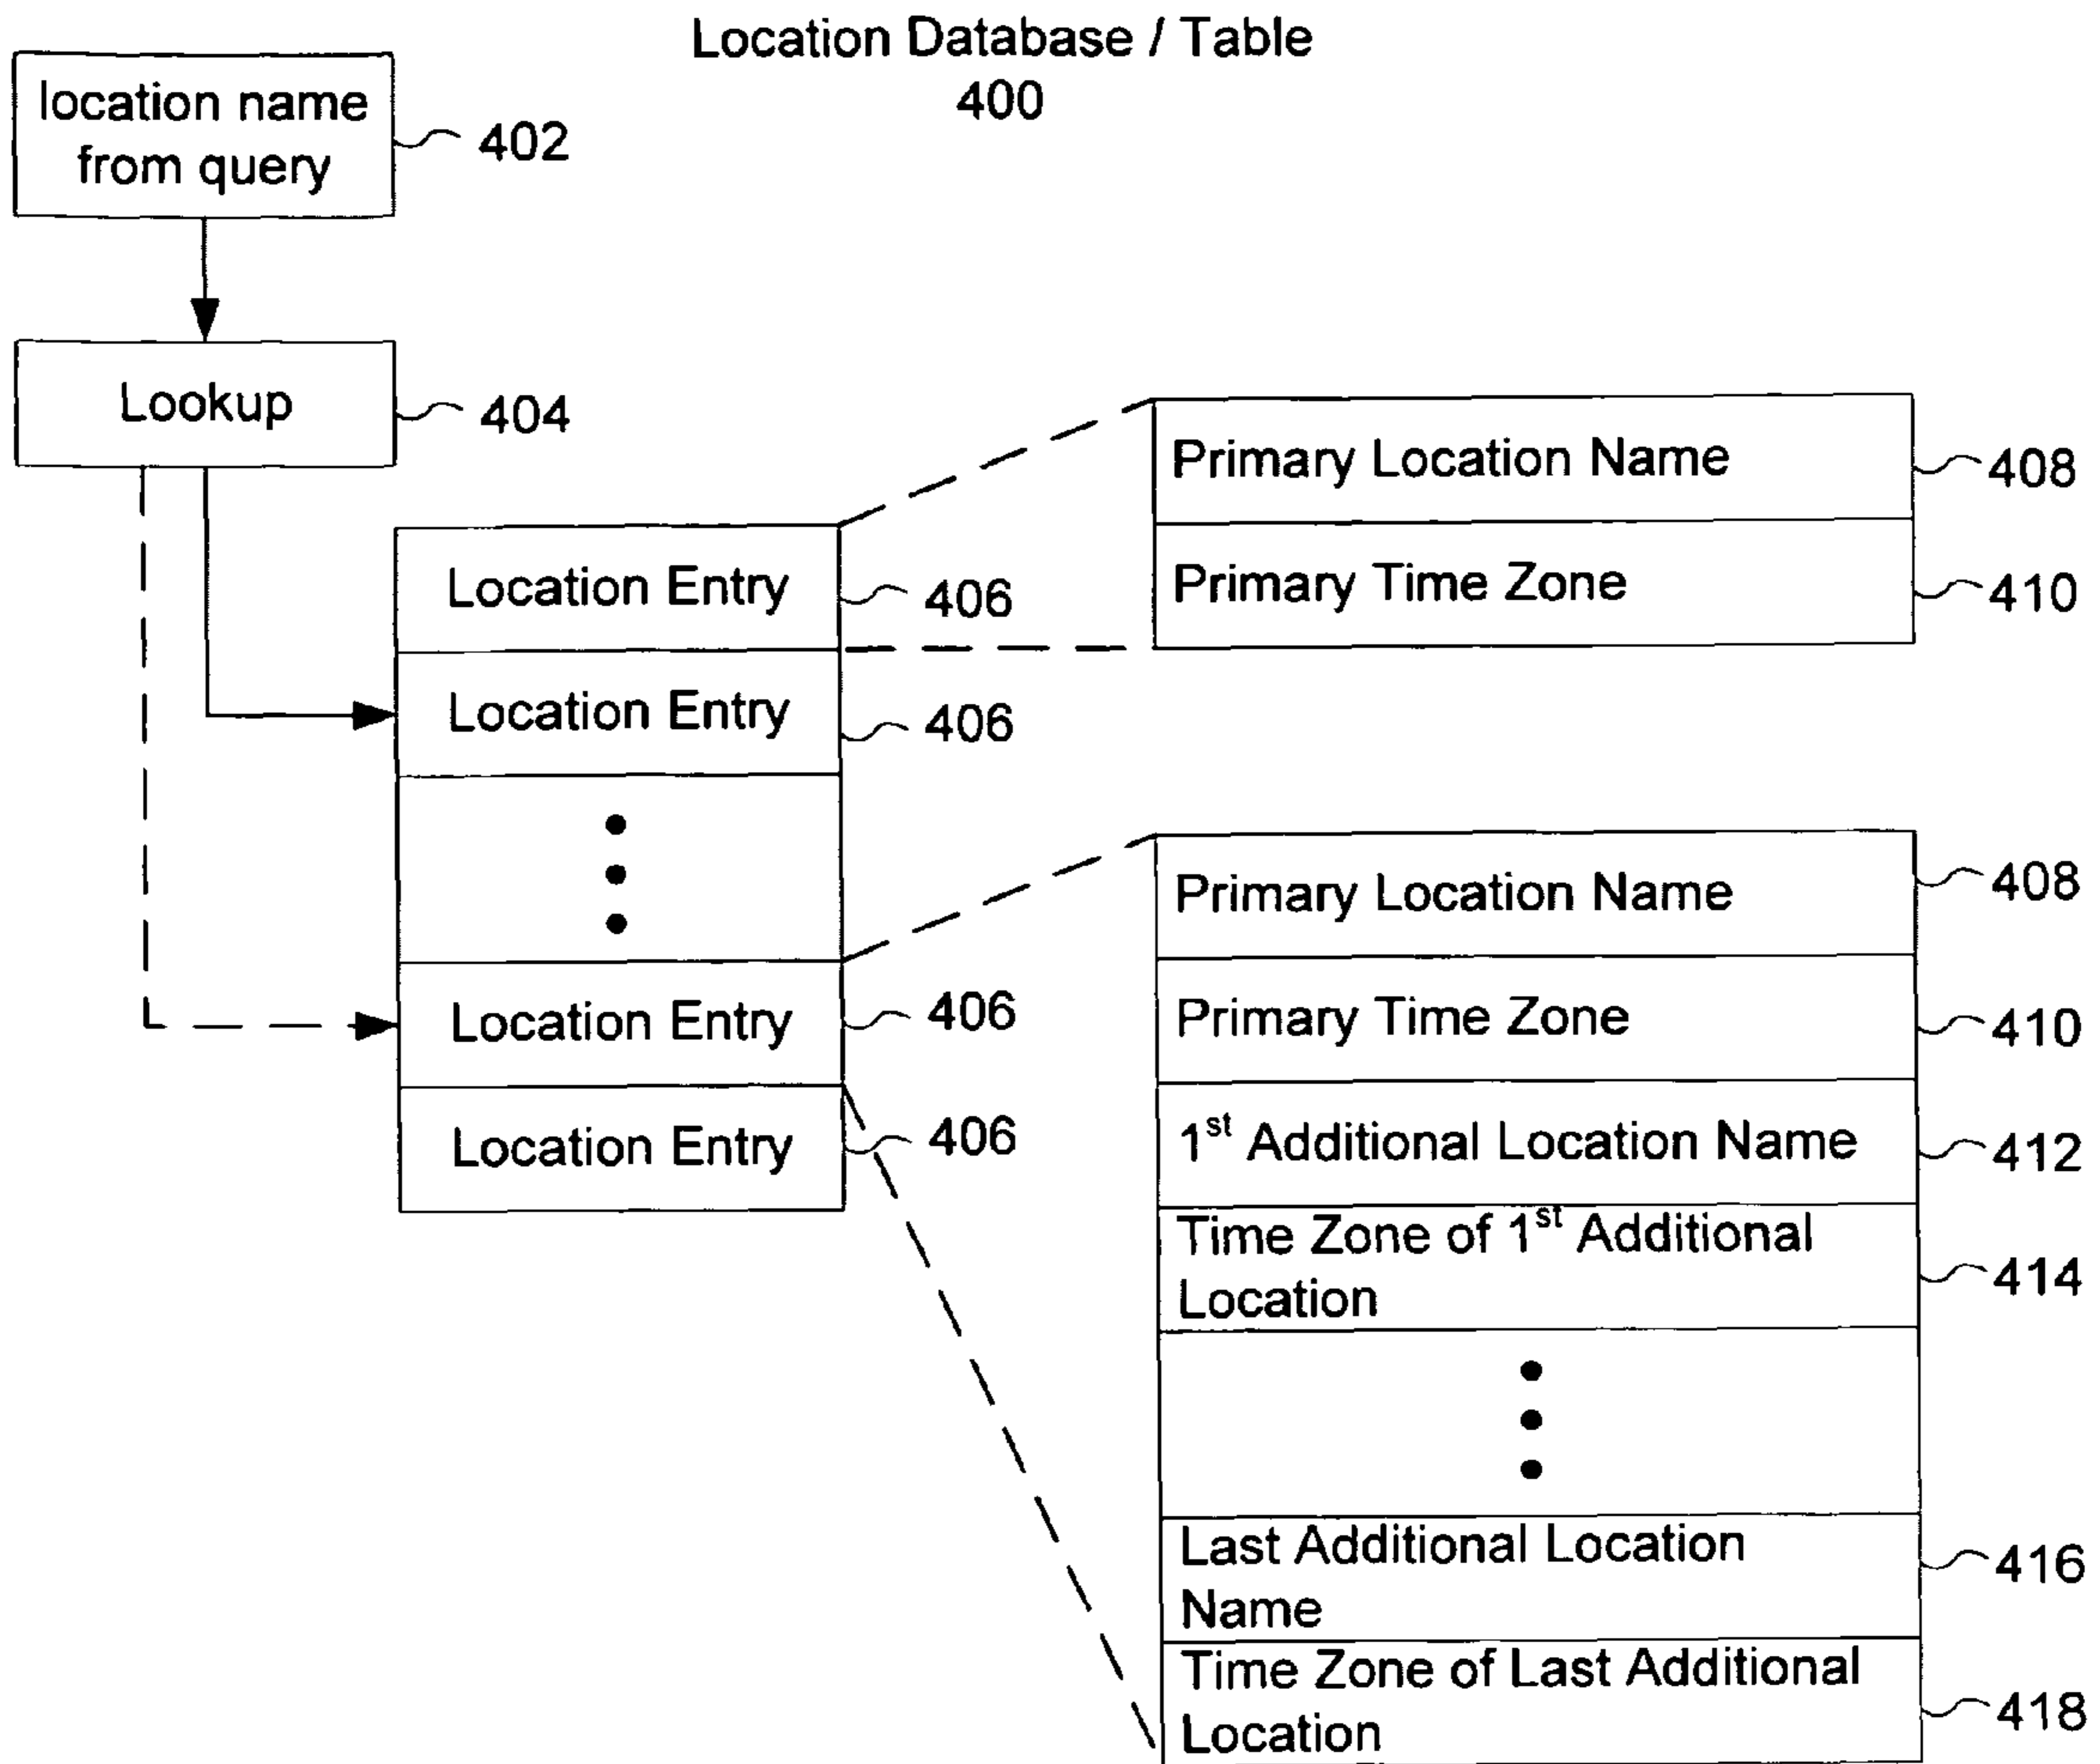 Location Database / Table
400
location name
from query
402
Lookup
404
Location Entry
406
Location Entry
406
Location Entry
406
Location Entry
406
Primary Location Name
408
Primary Time Zone
410
Primary Location Name
408
Primary Time Zone
410
1st Additional Location Name
412
Time Zone of 1st Additional
Location
414
Last Additional Location
Name
416
Time Zone of Last Additional
Location
418